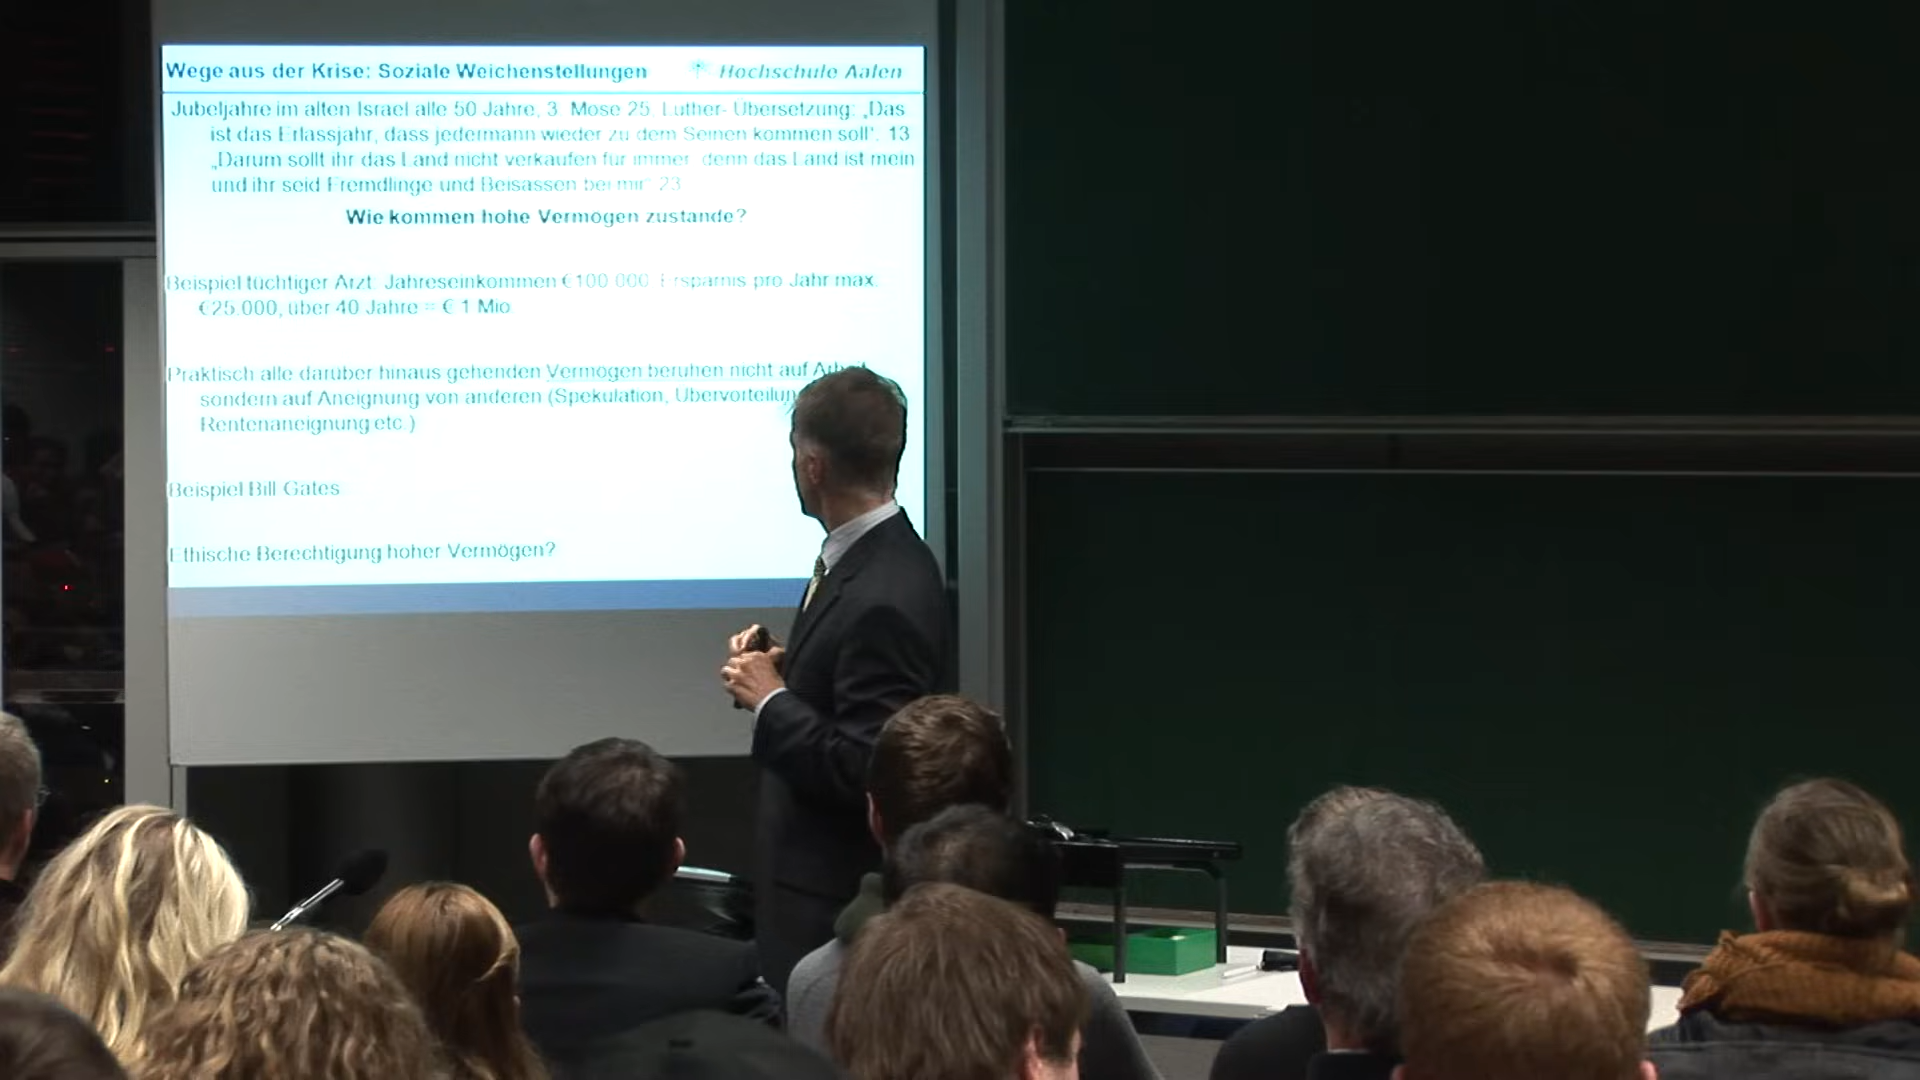 Wege aus der Krise: Soziale Weichenstellungen
Hochschule Aalen
Jubeljahre im alten Israel alle 50 Jahre, 3. Mose 25, Luther- Übersetzung: „Das
ist das Erlassjahr, dass jedermann wieder zu dem Seinen kommen soll“. 13
„Darum sollt ihr das Land nicht verkaufen für immer, denn das Land ist mein
und ihr seid Fremdlinge und Beisassen bei mir“ 23.
Wie kommen hohe Vermögen zustande?
Beispiel tüchtiger Arzt: Jahreseinkommen €100.000. Ersparnis pro Jahr max.
€25.000, über 40 Jahre = € 1 Mio.
Praktisch alle darüber hinaus gehenden Vermögen beruhen nicht auf Arbeit
sondern auf Aneignung von anderen (Spekulation,
Rentenaneignung etc.)
Beispiel Bill Gates
Ethische Berechtigung hoher Vermögen?